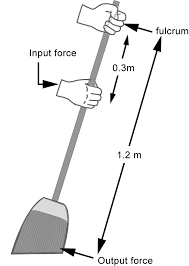 fulcrum
Input force
0.3m
1.2 m
Output force